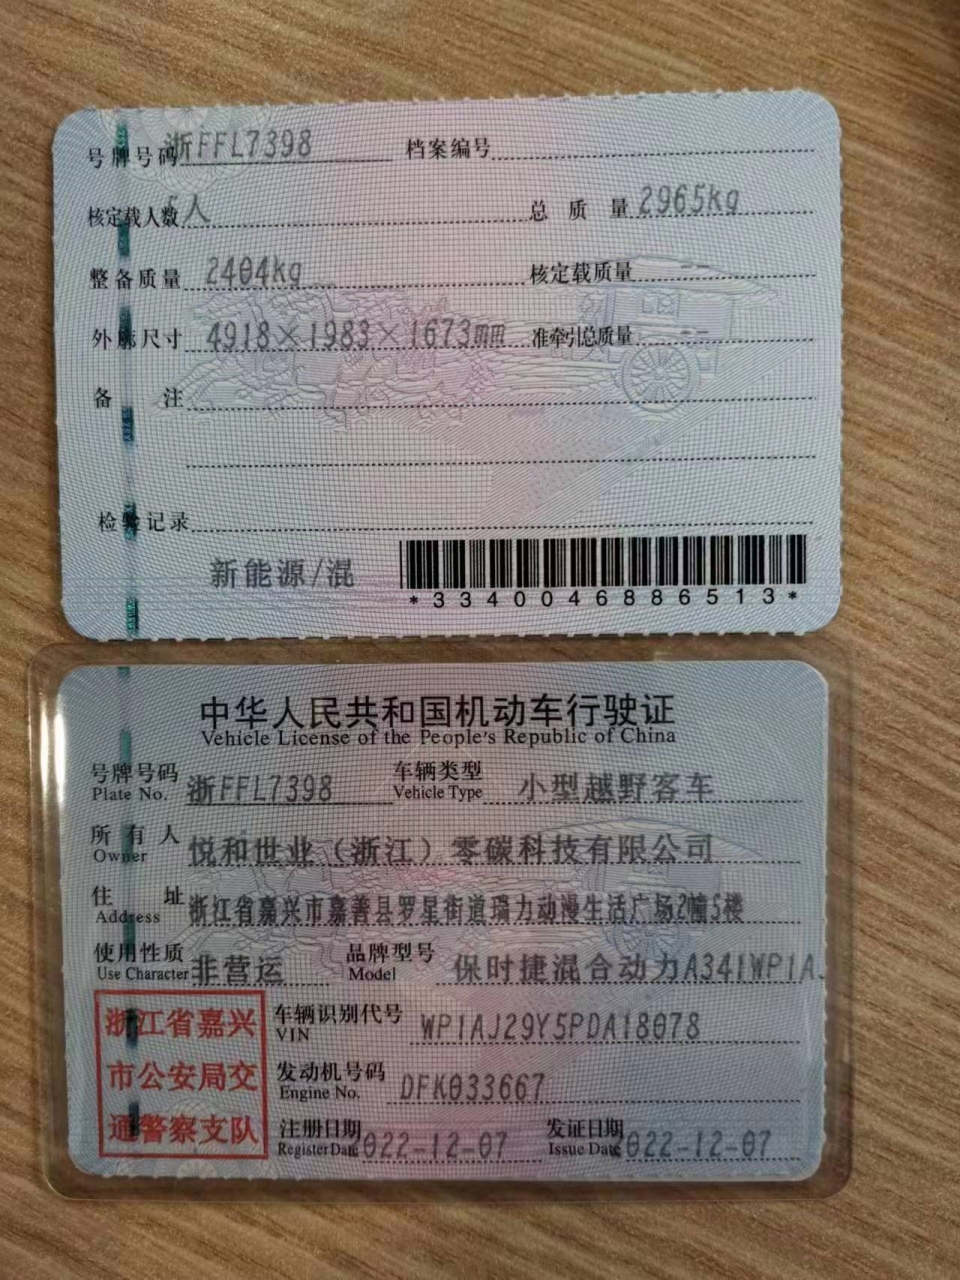 号牌号码 浙FFL7398 档案编号
核定载人数 5人 总质量 2965kg
整备质量 2404kg 核定载质量 --
外廓尺寸 4918×1983×1673mm 准牵引总质量 --
备注
检验记录
新能源/混
*3340046886513*
中华人民共和国机动车行驶证
Vehicle License of the People's Republic of China
号牌号码 浙FFL7398 车辆类型 小型越野客车
Plate No. Vehicle Type
所有人 悦和世业（浙江）零碳科技有限公司
Owner
住址 浙江省嘉兴市嘉善县罗星街道瑞力动漫生活广场2幢5楼
Address
使用性质 非营运 品牌型号 保时捷混合动力A341WP1AJ
Use Character Model
浙江省嘉兴
市公安局交
通警察支队
车辆识别代号 WP1AJ29Y5PDA18078
VIN
发动机号码 DFK033667
Engine No.
注册日期 2022-12-07 发证日期 2022-12-07
Register Date Issue Date